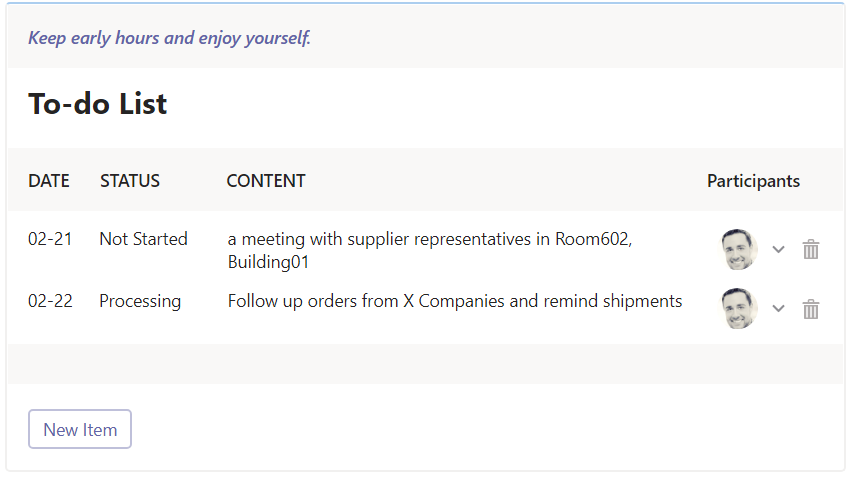 Keep early hours and enjoy yourself.
To-do List
DATE STATUS CONTENT Participants
02-21 Not Started a meeting with supplier representatives in Room602,
Building01
02-22 Processing Follow up orders from X Companies and remind shipments
New Item